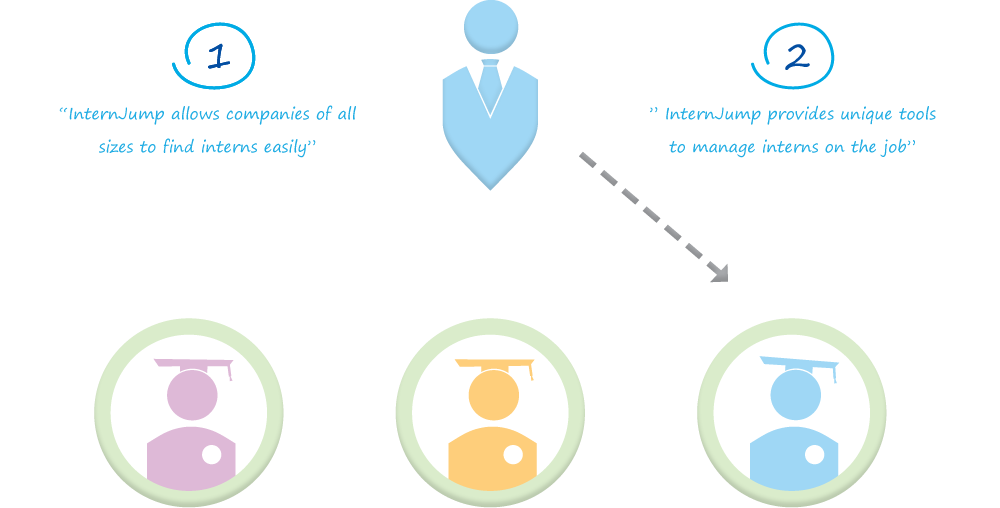 1
“InternJump allows companies of all
sizes to find interns easily”
2
” InternJump provides unique tools
to manage interns on the job”